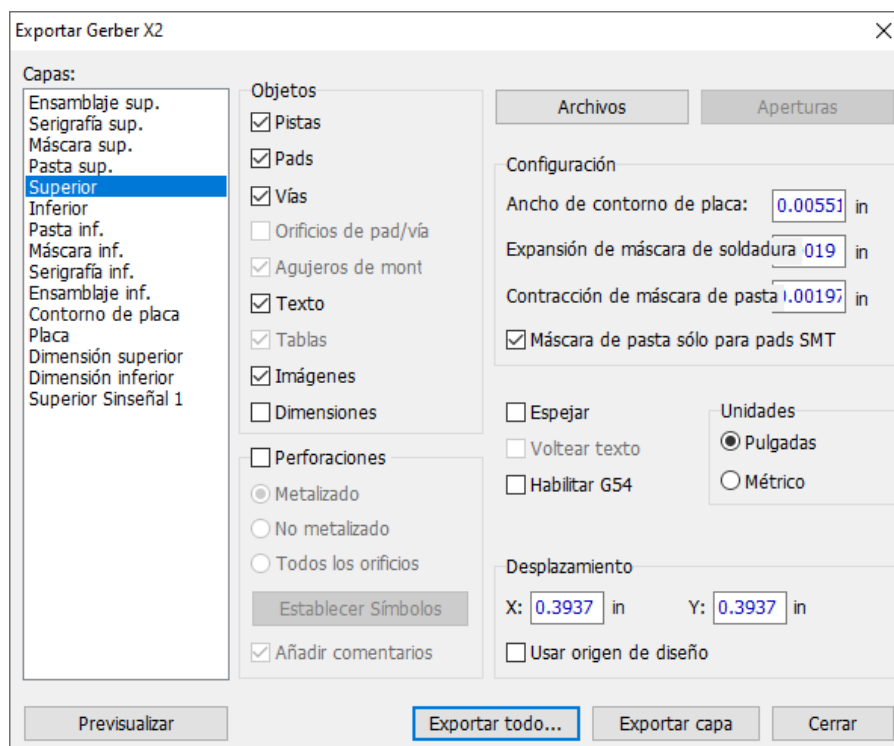 Exportar Gerber X2
Capas:
Ensamblaje sup.
Serigrafía sup.
Máscara sup.
Pasta sup.
Superior
Inferior
Pasta inf.
Máscara inf.
Serigrafía inf.
Ensamblaje inf.
Contorno de placa
Placa
Dimensión superior
Dimensión inferior
Superior Sinseñal 1
Objetos
Pistas
Pads
Vías
Orificios de pad/vía
Agujeros de mont
Texto
Tablas
Imágenes
Dimensiones
Perforaciones
Metalizado
No metalizado
Todos los orificios
Establecer Símbolos
Añadir comentarios
Archivos
Aperturas
Configuración
Ancho de contorno de placa: 0.00551 in
Expansión de máscara de soldadura 019 in
Contracción de máscara de pasta .00197 in
Máscara de pasta sólo para pads SMT
Espejar
Voltear texto
Habilitar G54
Unidades
Pulgadas
Métrico
Desplazamiento
X: 0.3937 in Y: 0.3937 in
Usar origen de diseño
Previsualizar
Exportar todo...
Exportar capa
Cerrar